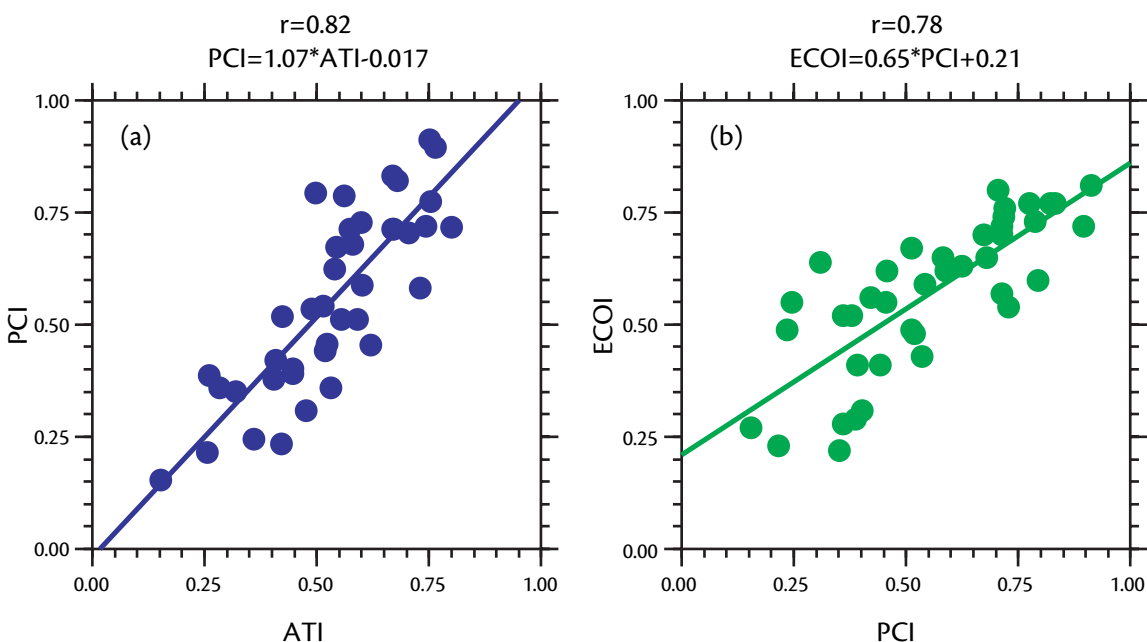 r=0.82
PCI=1.07*ATI-0.017
(a)
1.00
0.75
0.50
0.25
0.00
PCI
0.00 0.25 0.50 0.75 1.00
ATI
r=0.78
ECOI=0.65*PCI+0.21
(b)
1.00
0.75
0.50
0.25
0.00
ECOI
0.00 0.25 0.50 0.75 1.00
PCI